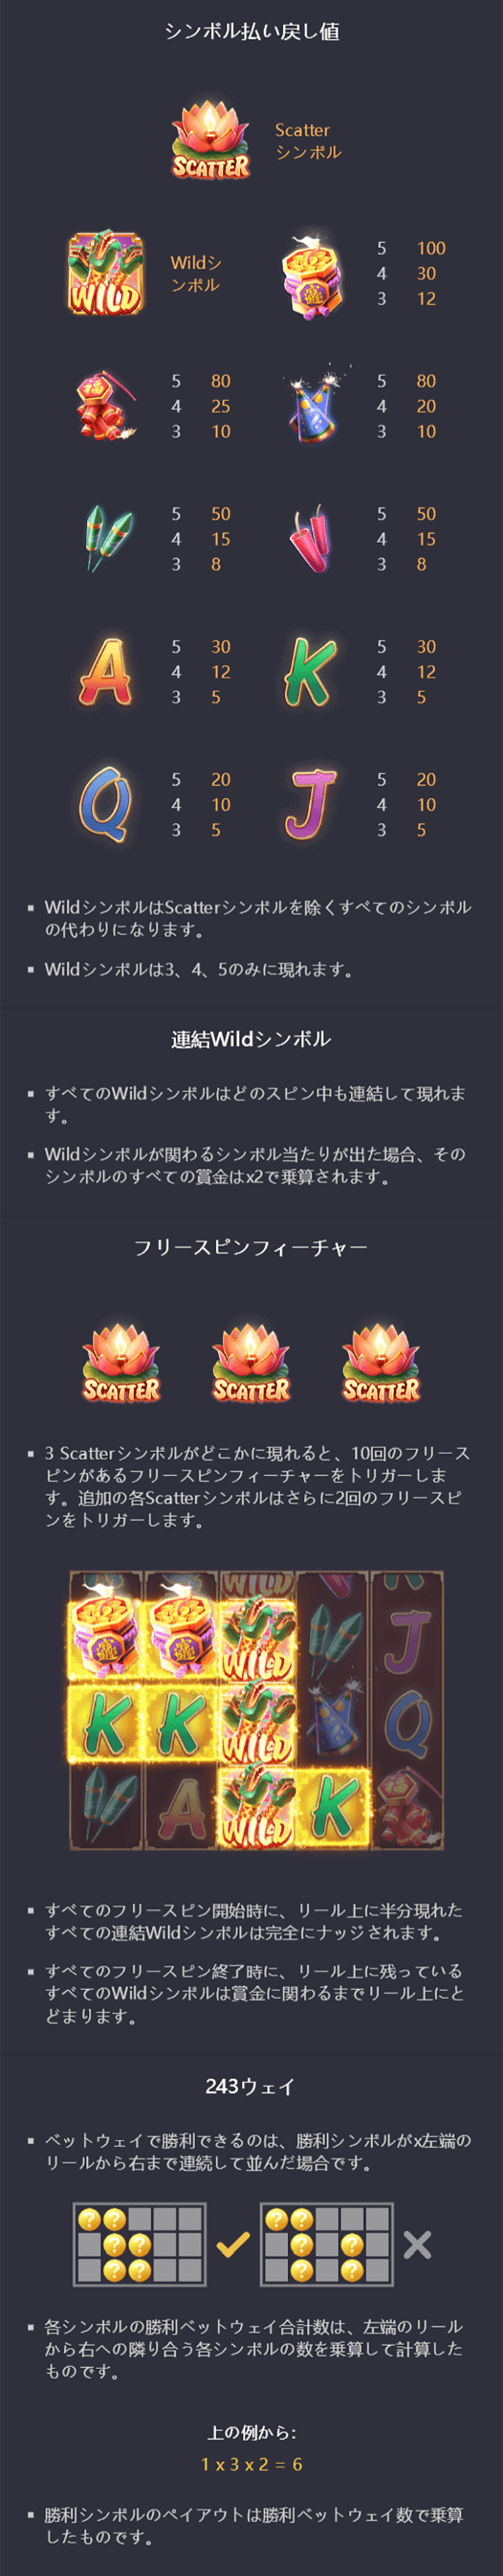 シンボル払い戻し値
Scatter
シンボル
SCATTER
Wildシ
ンボル
WILD
5 100
4 30
3 12
5 80
4 25
3 10
5 80
4 20
3 10
5 50
4 15
3 8
5 50
4 15
3 8
A
5 30
4 12
3 5
K
5 30
4 12
3 5
Q
5 20
4 10
3 5
J
5 20
4 10
3 5
▪ WildシンボルはScatterシンボルを除くすべてのシンボル
の代わりになります。
▪ Wildシンボルは3、4、5のみに現れます。
連結Wildシンボル
▪ すべてのWildシンボルはどのスピン中も連結して現れま
す。
▪ Wildシンボルが関わるシンボル当たりが出た場合、その
シンボルのすべての賞金はx2で乗算されます。
フリースピンフィーチャー
SCATTER SCATTER SCATTER
▪ 3 Scatterシンボルがどこかに現れると、10回のフリース
ピンがあるフリースピンフィーチャーをトリガーしま
す。追加の各Scatterシンボルはさらに2回のフリースピ
ンをトリガーします。
WILD
WILD J
K K WILD Q
A WILD K
▪ すべてのフリースピン開始時に、リール上に半分現れた
すべての連結Wildシンボルは完全にナッジされます。
▪ すべてのフリースピン終了時に、リール上に残っている
すべてのWildシンボルは賞金に関わるまでリール上にと
どまります。
243ウェイ
▪ ベットウェイで勝利できるのは、勝利シンボルがx左端の
リールから右まで連続して並んだ場合です。
? ? ? ?
? ? ? ?
? ? ? ?
▪ 各シンボルの勝利ベットウェイ合計数は、左端のリール
から右への隣り合う各シンボルの数を乗算して計算した
ものです。
上の例から:
1 x 3 x 2 = 6
▪ 勝利シンボルのペイアウトは勝利ベットウェイ数で乗算
したものです。